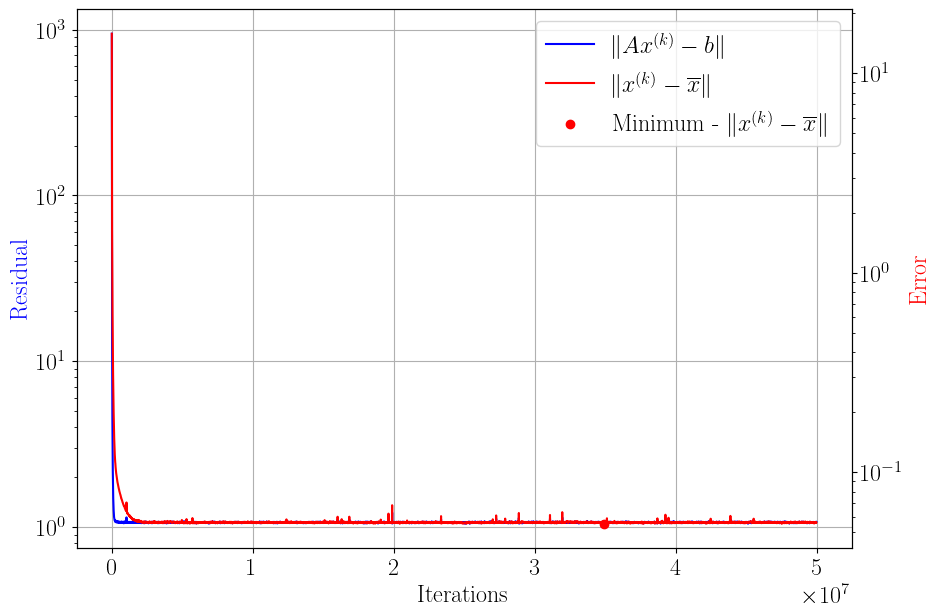 ‖Ax⁽ᵏ⁾ − b‖
‖x⁽ᵏ⁾ − x̅‖
Minimum - ‖x⁽ᵏ⁾ − x̅‖
10³
10²
10¹
10⁰
Residual
10¹
10⁰
10⁻¹
Error
0 1 2 3 4 5
Iterations
×10⁷